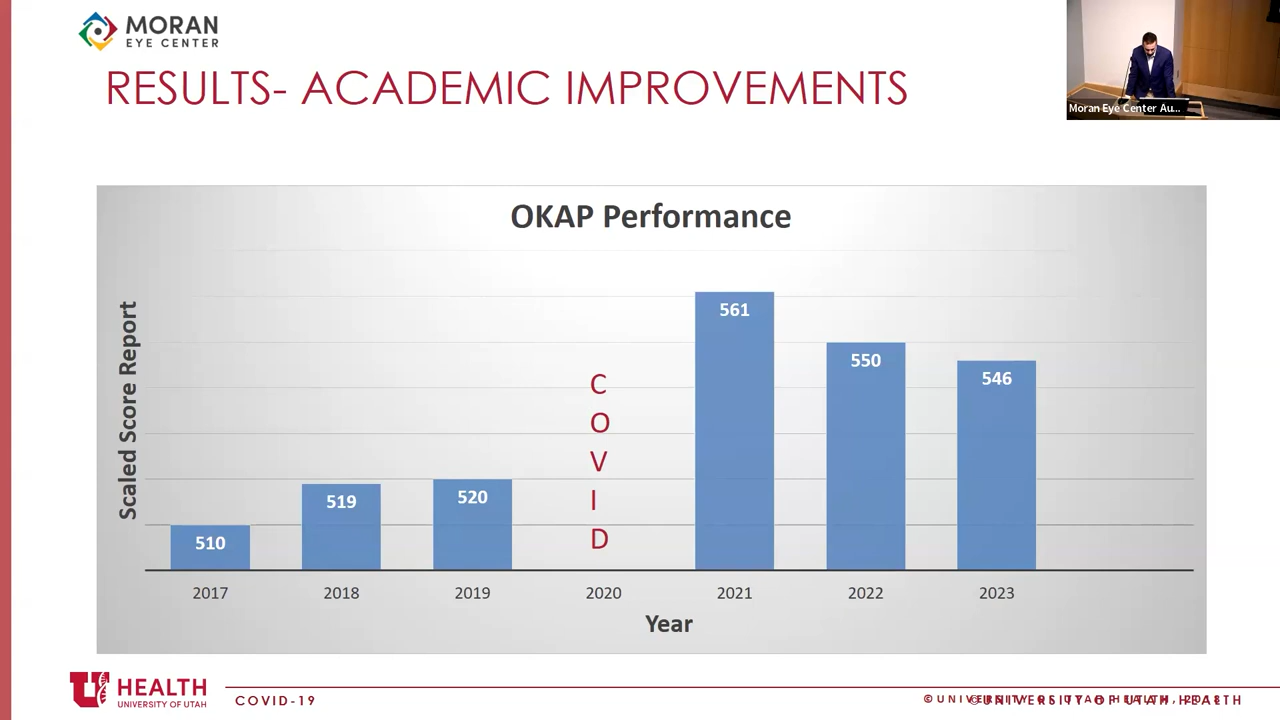 MORAN
EYE CENTER
RESULTS- ACADEMIC IMPROVEMENTS
Moran Eye Center Au...
OKAP Performance
Scaled Score Report
561
550
546
519
520
510
C
O
V
I
D
2017 2018 2019 2020 2021 2022 2023
Year
U HEALTH
UNIVERSITY OF UTAH
COVID-19
©UNIVERSITY OF UTAH HEALTH